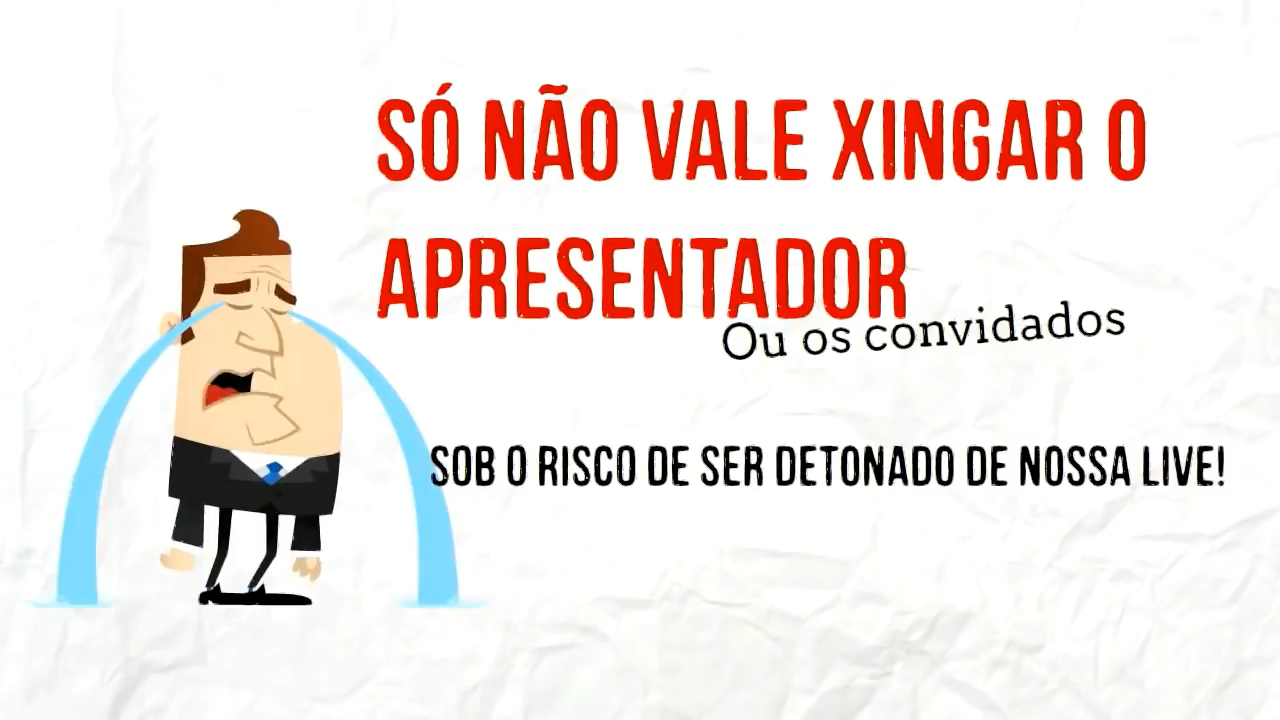 SÓ NÃO VALE XINGAR O
APRESENTADOR
Ou os convidados
SOB O RISCO DE SER DETONADO DE NOSSA LIVE!